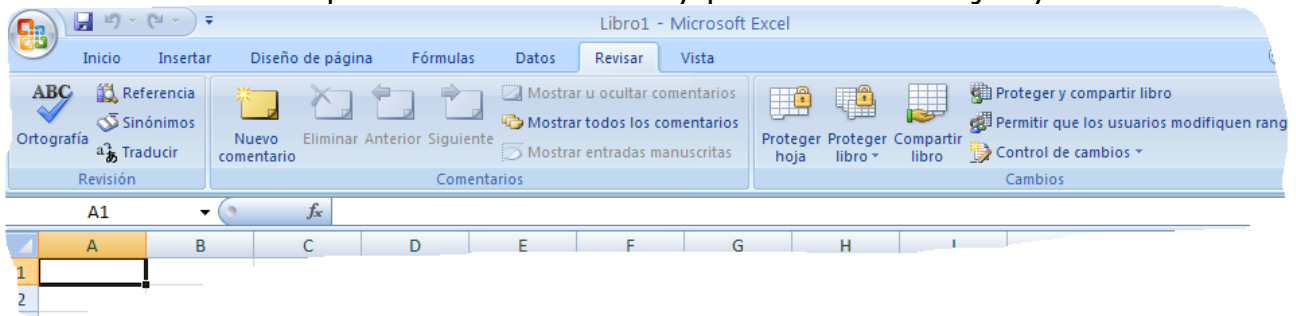 Libro1 - Microsoft Excel
Inicio Insertar Diseño de página Fórmulas Datos Revisar Vista
ABC
Ortografía
Referencia
Sinónimos
Traducir
Revisión
Nuevo comentario
Eliminar Anterior Siguiente
Mostrar u ocultar comentarios
Mostrar todos los comentarios
Mostrar entradas manuscritas
Comentarios
Proteger hoja
Proteger libro
Compartir libro
Proteger y compartir libro
Permitir que los usuarios modifiquen rang
Control de cambios
Cambios
A1 fx
A B C D E F G H
1
2